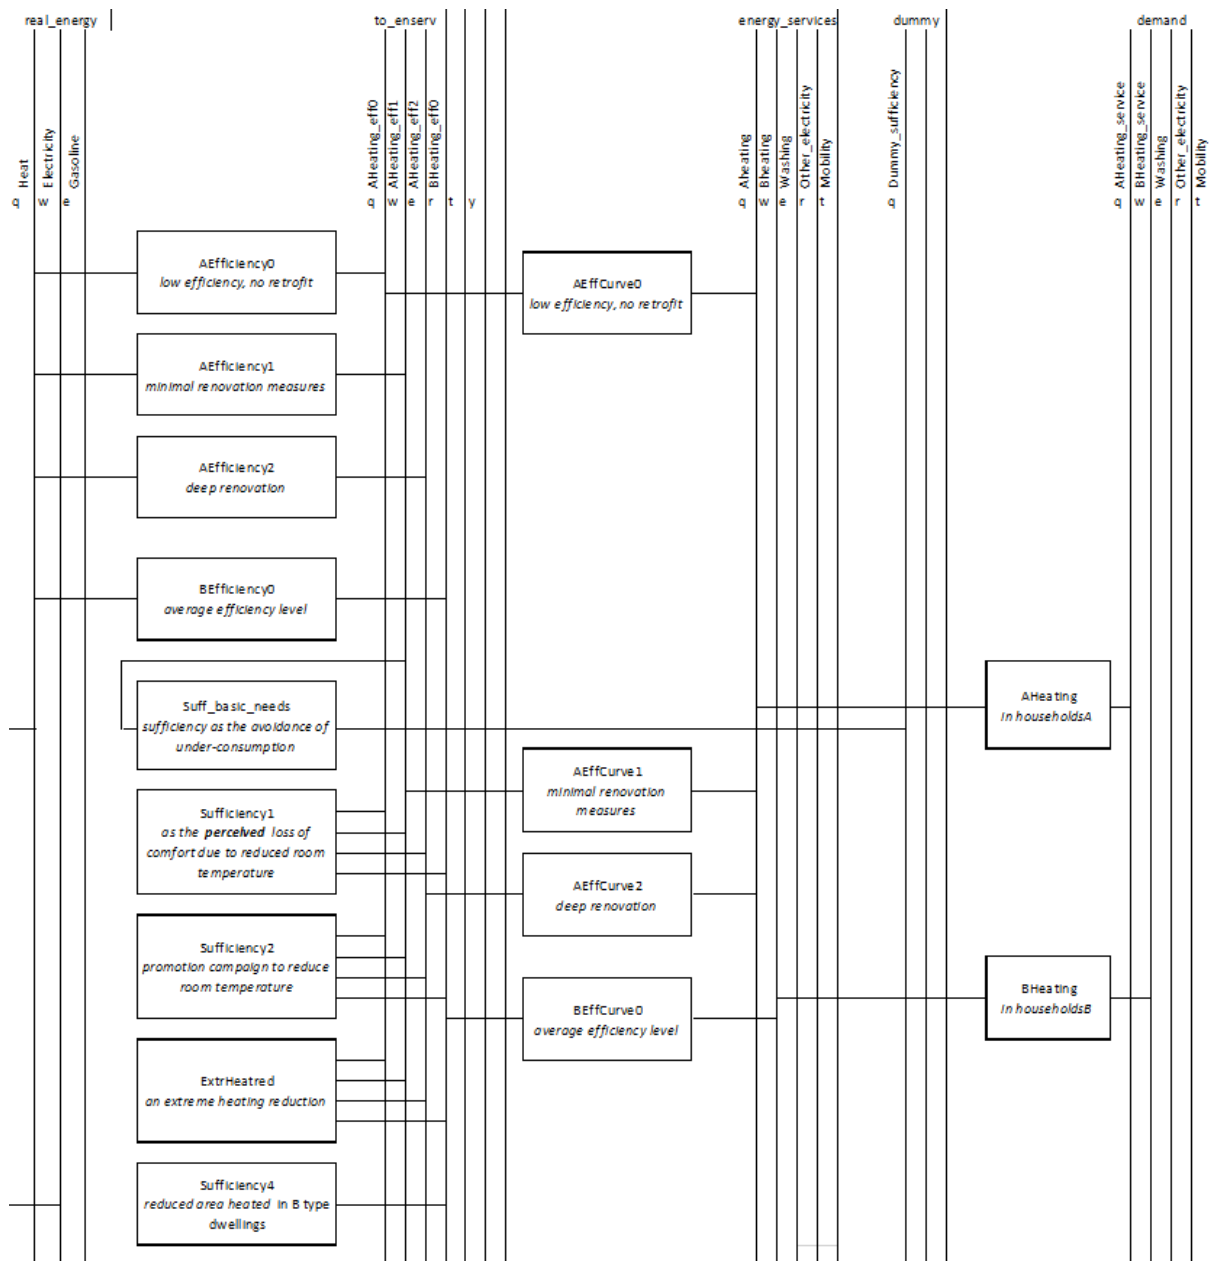 real_energy
to_enserv
energy_services
dummy
demand
Heat
Electricity
Gasoline
AHeating_eff0
AHeating_eff1
AHeating_eff2
BHeating_eff0
Aheating
Bheating
Washing
Other_electricity
Mobility
Dummy_sufficiency
AHeating_service
BHeating_service
Washing
Other_electricity
Mobility
q w e
q w e r t y
q w e r t
q
q w e r t
AEfficiency0
low efficiency, no retrofit
AEffCurve0
low efficiency, no retrofit
AEfficiency1
minimal renovation measures
AEfficiency2
deep renovation
BEfficiency0
average efficiency level
Suff_basic_needs
sufficiency as the avoidance of
under-consumption
AHeating
in householdsA
AEffCurve1
minimal renovation
measures
Sufficiency1
as the perceived loss of
comfort due to reduced room
temperature
AEffCurve2
deep renovation
Sufficiency2
promotion campaign to reduce
room temperature
BHeating
in householdsB
BEffCurve0
average efficiency level
ExtrHeatred
an extreme heating reduction
Sufficiency4
reduced area heated in B type
dwellings